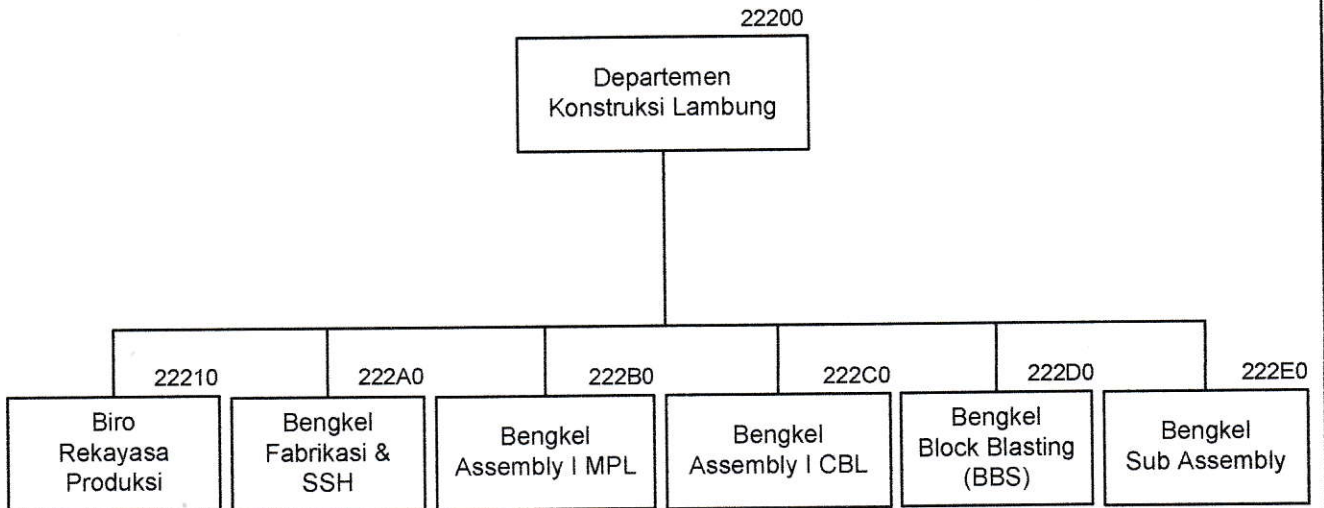 22200
Departemen
Konstruksi Lambung
22210
Biro
Rekayasa
Produksi
222A0
Bengkel
Fabrikasi &
SSH
222B0
Bengkel
Assembly I MPL
222C0
Bengkel
Assembly I CBL
222D0
Bengkel
Block Blasting
(BBS)
222E0
Bengkel
Sub Assembly